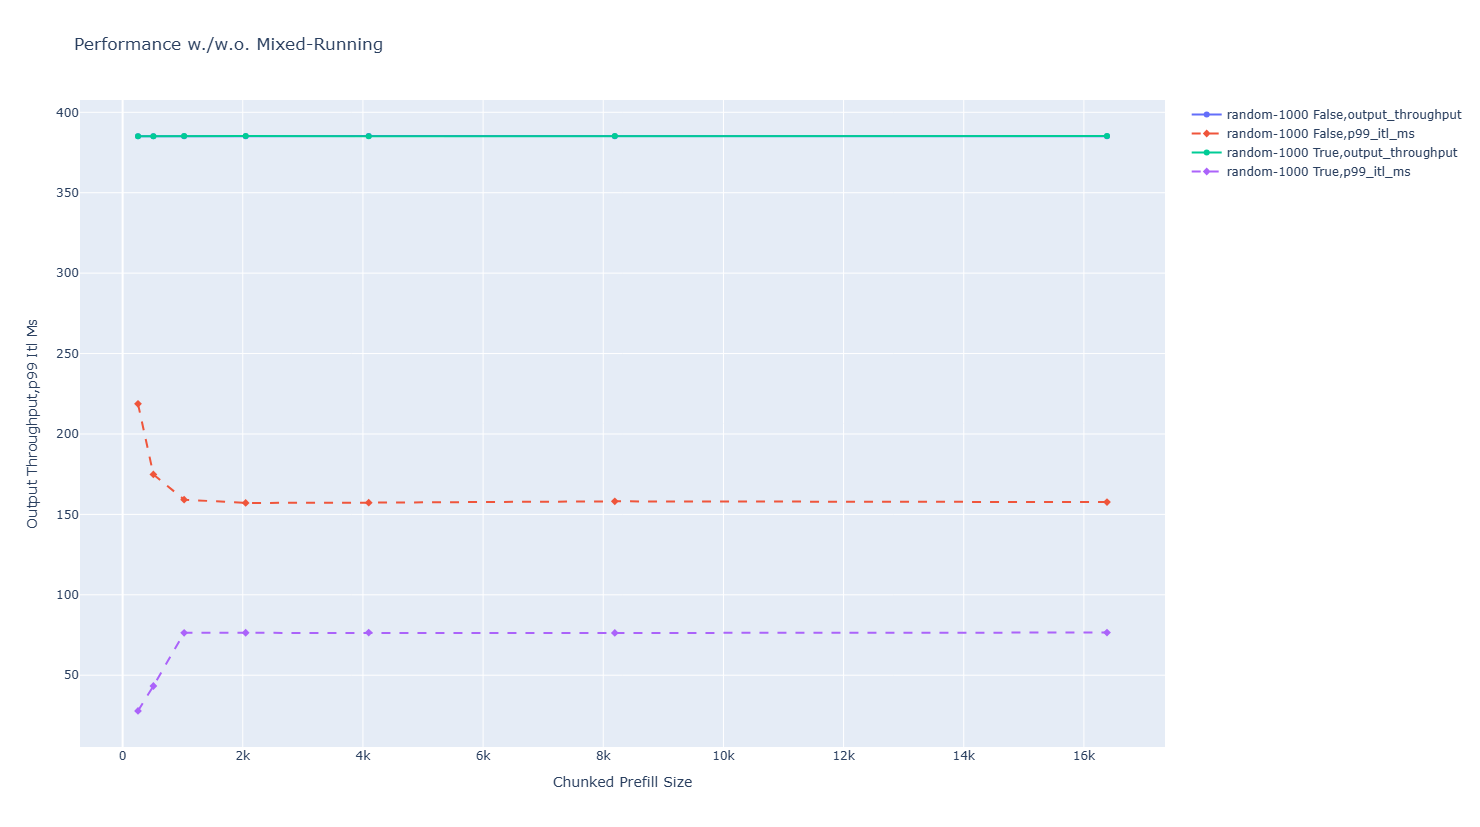 Performance w./w.o. Mixed-Running
400
350
300
250
200
150
100
50
Output Throughput,p99 Itl Ms
0
2k
4k
6k
8k
10k
12k
14k
16k
Chunked Prefill Size
random-1000 False,output_throughput
random-1000 False,p99_itl_ms
random-1000 True,output_throughput
random-1000 True,p99_itl_ms